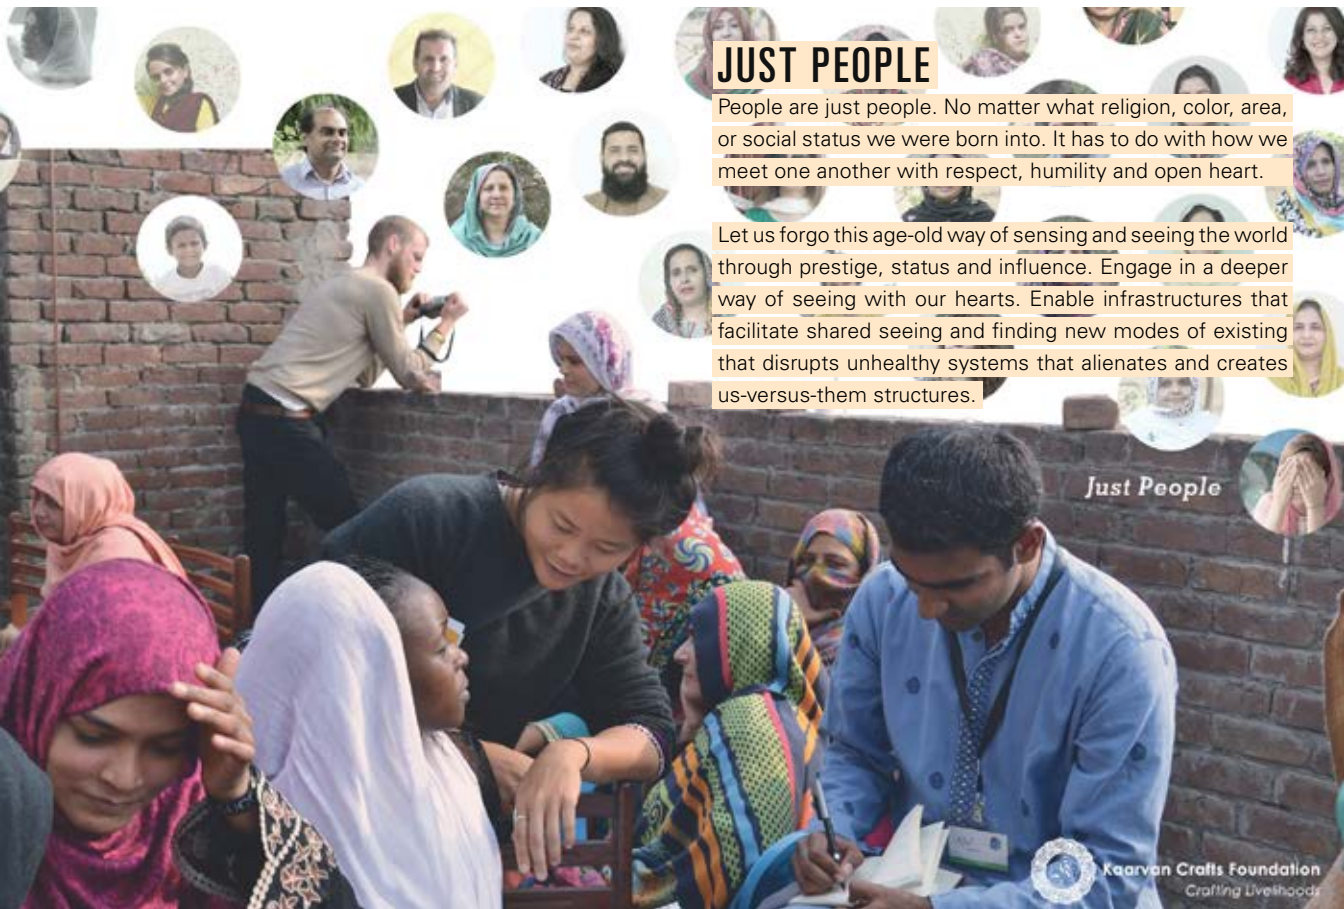 JUST PEOPLE
People are just people. No matter what religion, color, area,
or social status we were born into. It has to do with how we
meet one another with respect, humility and open heart.
Let us forgo this age-old way of sensing and seeing the world
through prestige, status and influence. Engage in a deeper
way of seeing with our hearts. Enable infrastructures that
facilitate shared seeing and finding new modes of existing
that disrupts unhealthy systems that alienates and creates
us-versus-them structures.
Just People
Kaarvan Crafts Foundation
Crafting Livelihoods